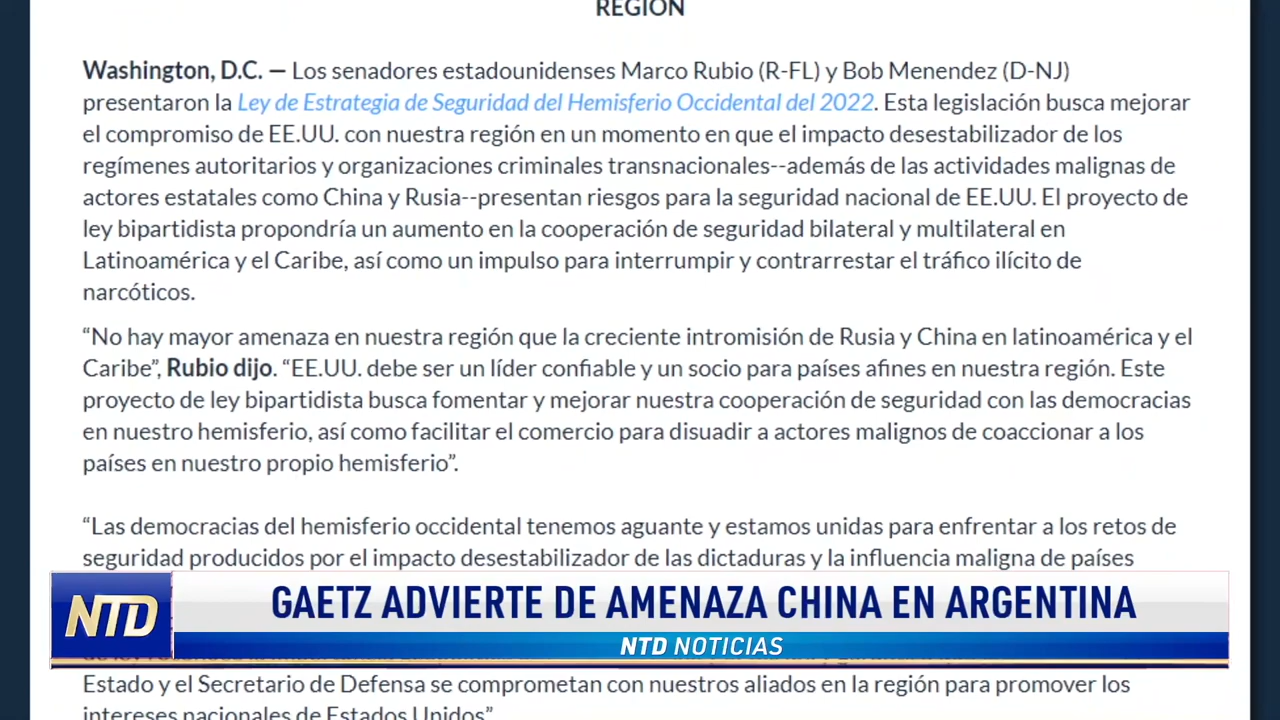 REGIÓN
Washington, D.C. — Los senadores estadounidenses Marco Rubio (R-FL) y Bob Menendez (D-NJ)
presentaron la Ley de Estrategia de Seguridad del Hemisferio Occidental del 2022. Esta legislación busca mejorar
el compromiso de EE.UU. con nuestra región en un momento en que el impacto desestabilizador de los
regímenes autoritarios y organizaciones criminales transnacionales--además de las actividades malignas de
actores estatales como China y Rusia--presentan riesgos para la seguridad nacional de EE.UU. El proyecto de
ley bipartidista propondría un aumento en la cooperación de seguridad bilateral y multilateral en
Latinoamérica y el Caribe, así como un impulso para interrumpir y contrarrestar el tráfico ilícito de
narcóticos.
“No hay mayor amenaza en nuestra región que la creciente intromisión de Rusia y China en latinoamérica y el
Caribe”, Rubio dijo. “EE.UU. debe ser un líder confiable y un socio para países afines en nuestra región. Este
proyecto de ley bipartidista busca fomentar y mejorar nuestra cooperación de seguridad con las democracias
en nuestro hemisferio, así como facilitar el comercio para disuadir a actores malignos de coaccionar a los
países en nuestro propio hemisferio”.
“Las democracias del hemisferio occidental tenemos aguante y estamos unidas para enfrentar a los retos de
seguridad producidos por el impacto desestabilizador de las dictaduras y la influencia maligna de países
NTD
GAETZ ADVIERTE DE AMENAZA CHINA EN ARGENTINA
NTD NOTICIAS
Estado y el Secretario de Defensa se comprometan con nuestros aliados en la región para promover los
intereses nacionales de Estados Unidos”